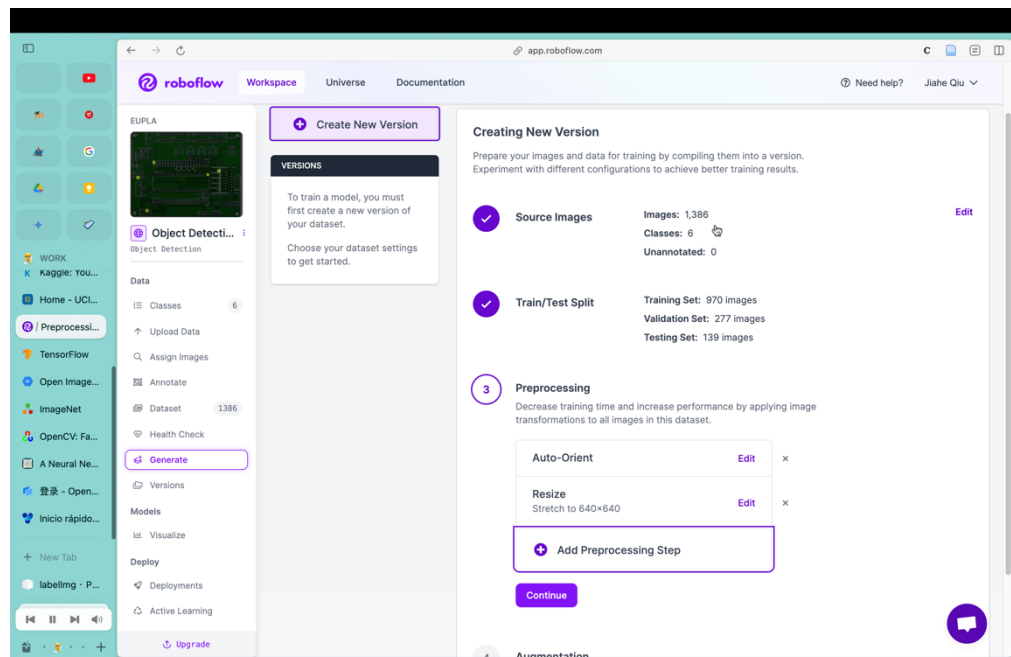 app.roboflow.com
roboflow
Workspace
Universe
Documentation
Need help?
Jiahe Qiu
WORK
Kaggle: You...
Home - UCI...
/ Preprocessi...
TensorFlow
Open Image...
ImageNet
OpenCV: Fa...
A Neural Ne...
登录 - Open...
Inicio rápido...
+ New Tab
labelImg · P...
EUPLA
Object Detecti...
Object Detection
Data
Classes 6
Upload Data
Assign Images
Annotate
Dataset 1386
Health Check
Generate
Versions
Models
Visualize
Deploy
Deployments
Active Learning
Upgrade
Create New Version
VERSIONS
To train a model, you must
first create a new version of
your dataset.
Choose your dataset settings
to get started.
Creating New Version
Prepare your images and data for training by compiling them into a version.
Experiment with different configurations to achieve better training results.
Source Images
Images: 1,386
Classes: 6
Unannotated: 0
Edit
Train/Test Split
Training Set: 970 images
Validation Set: 277 images
Testing Set: 139 images
3
Preprocessing
Decrease training time and increase performance by applying image
transformations to all images in this dataset.
Auto-Orient
Edit ×
Resize
Stretch to 640×640
Edit ×
Add Preprocessing Step
Continue
Augmentation